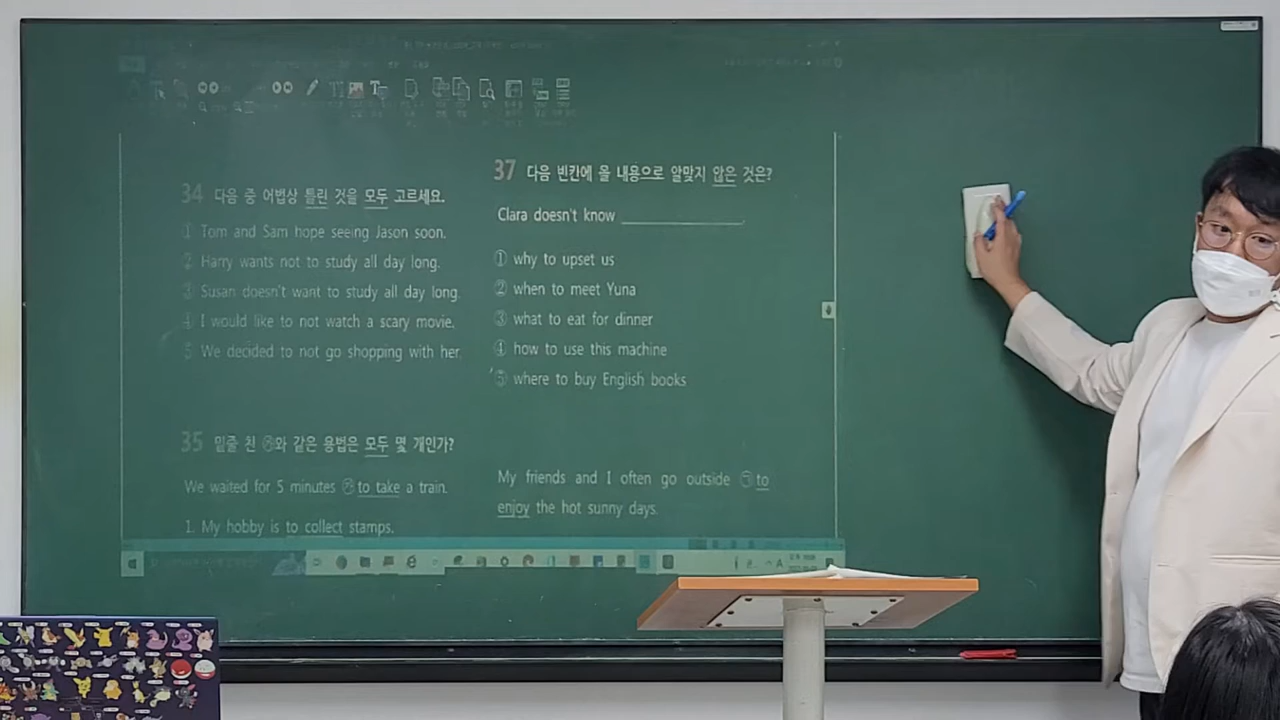 34 다음 중 어법상 틀린 것을 모두 고르세요.
① Tom and Sam hope seeing Jason soon.
② Harry wants not to study all day long.
③ Susan doesn't want to study all day long.
④ I would like to not watch a scary movie.
5 We decided to not go shopping with her.
35 밑줄 친 ㉮와 같은 용법은 모두 몇 개인가?
We waited for 5 minutes ㉮ to take a train.
1. My hobby is to collect stamps.
37 다음 빈칸에 올 내용으로 알맞지 않은 것은?
Clara doesn't know ____________.
① why to upset us
② when to meet Yuna
③ what to eat for dinner
④ how to use this machine
⑤ where to buy English books
My friends and I often go outside ㉠ to
enjoy the hot sunny days.